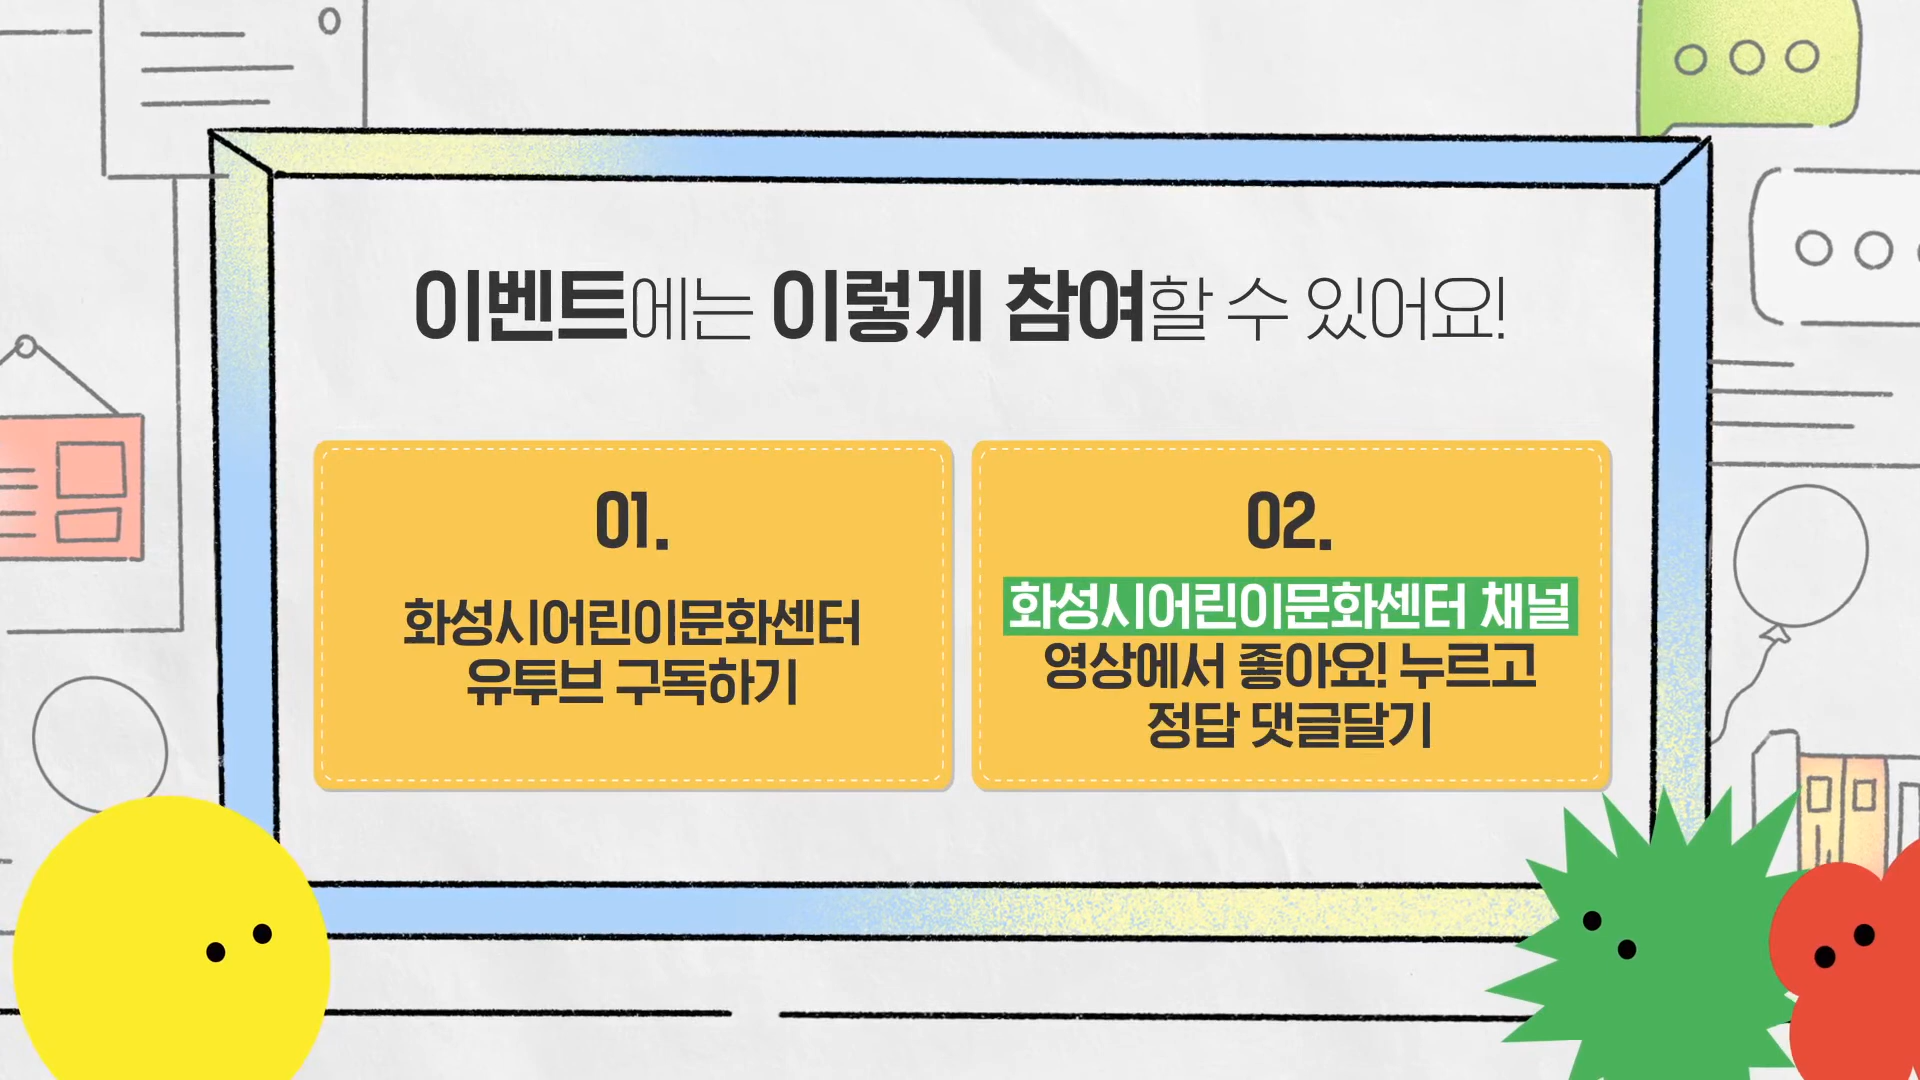 이벤트에는 이렇게 참여할 수 있어요!
01.
화성시어린이문화센터
유투브 구독하기
02.
화성시어린이문화센터 채널
영상에서 좋아요! 누르고
정답 댓글달기